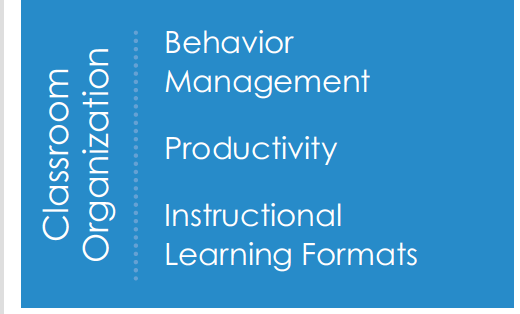 Classroom
Organization
Behavior
Management
Productivity
Instructional
Learning Formats